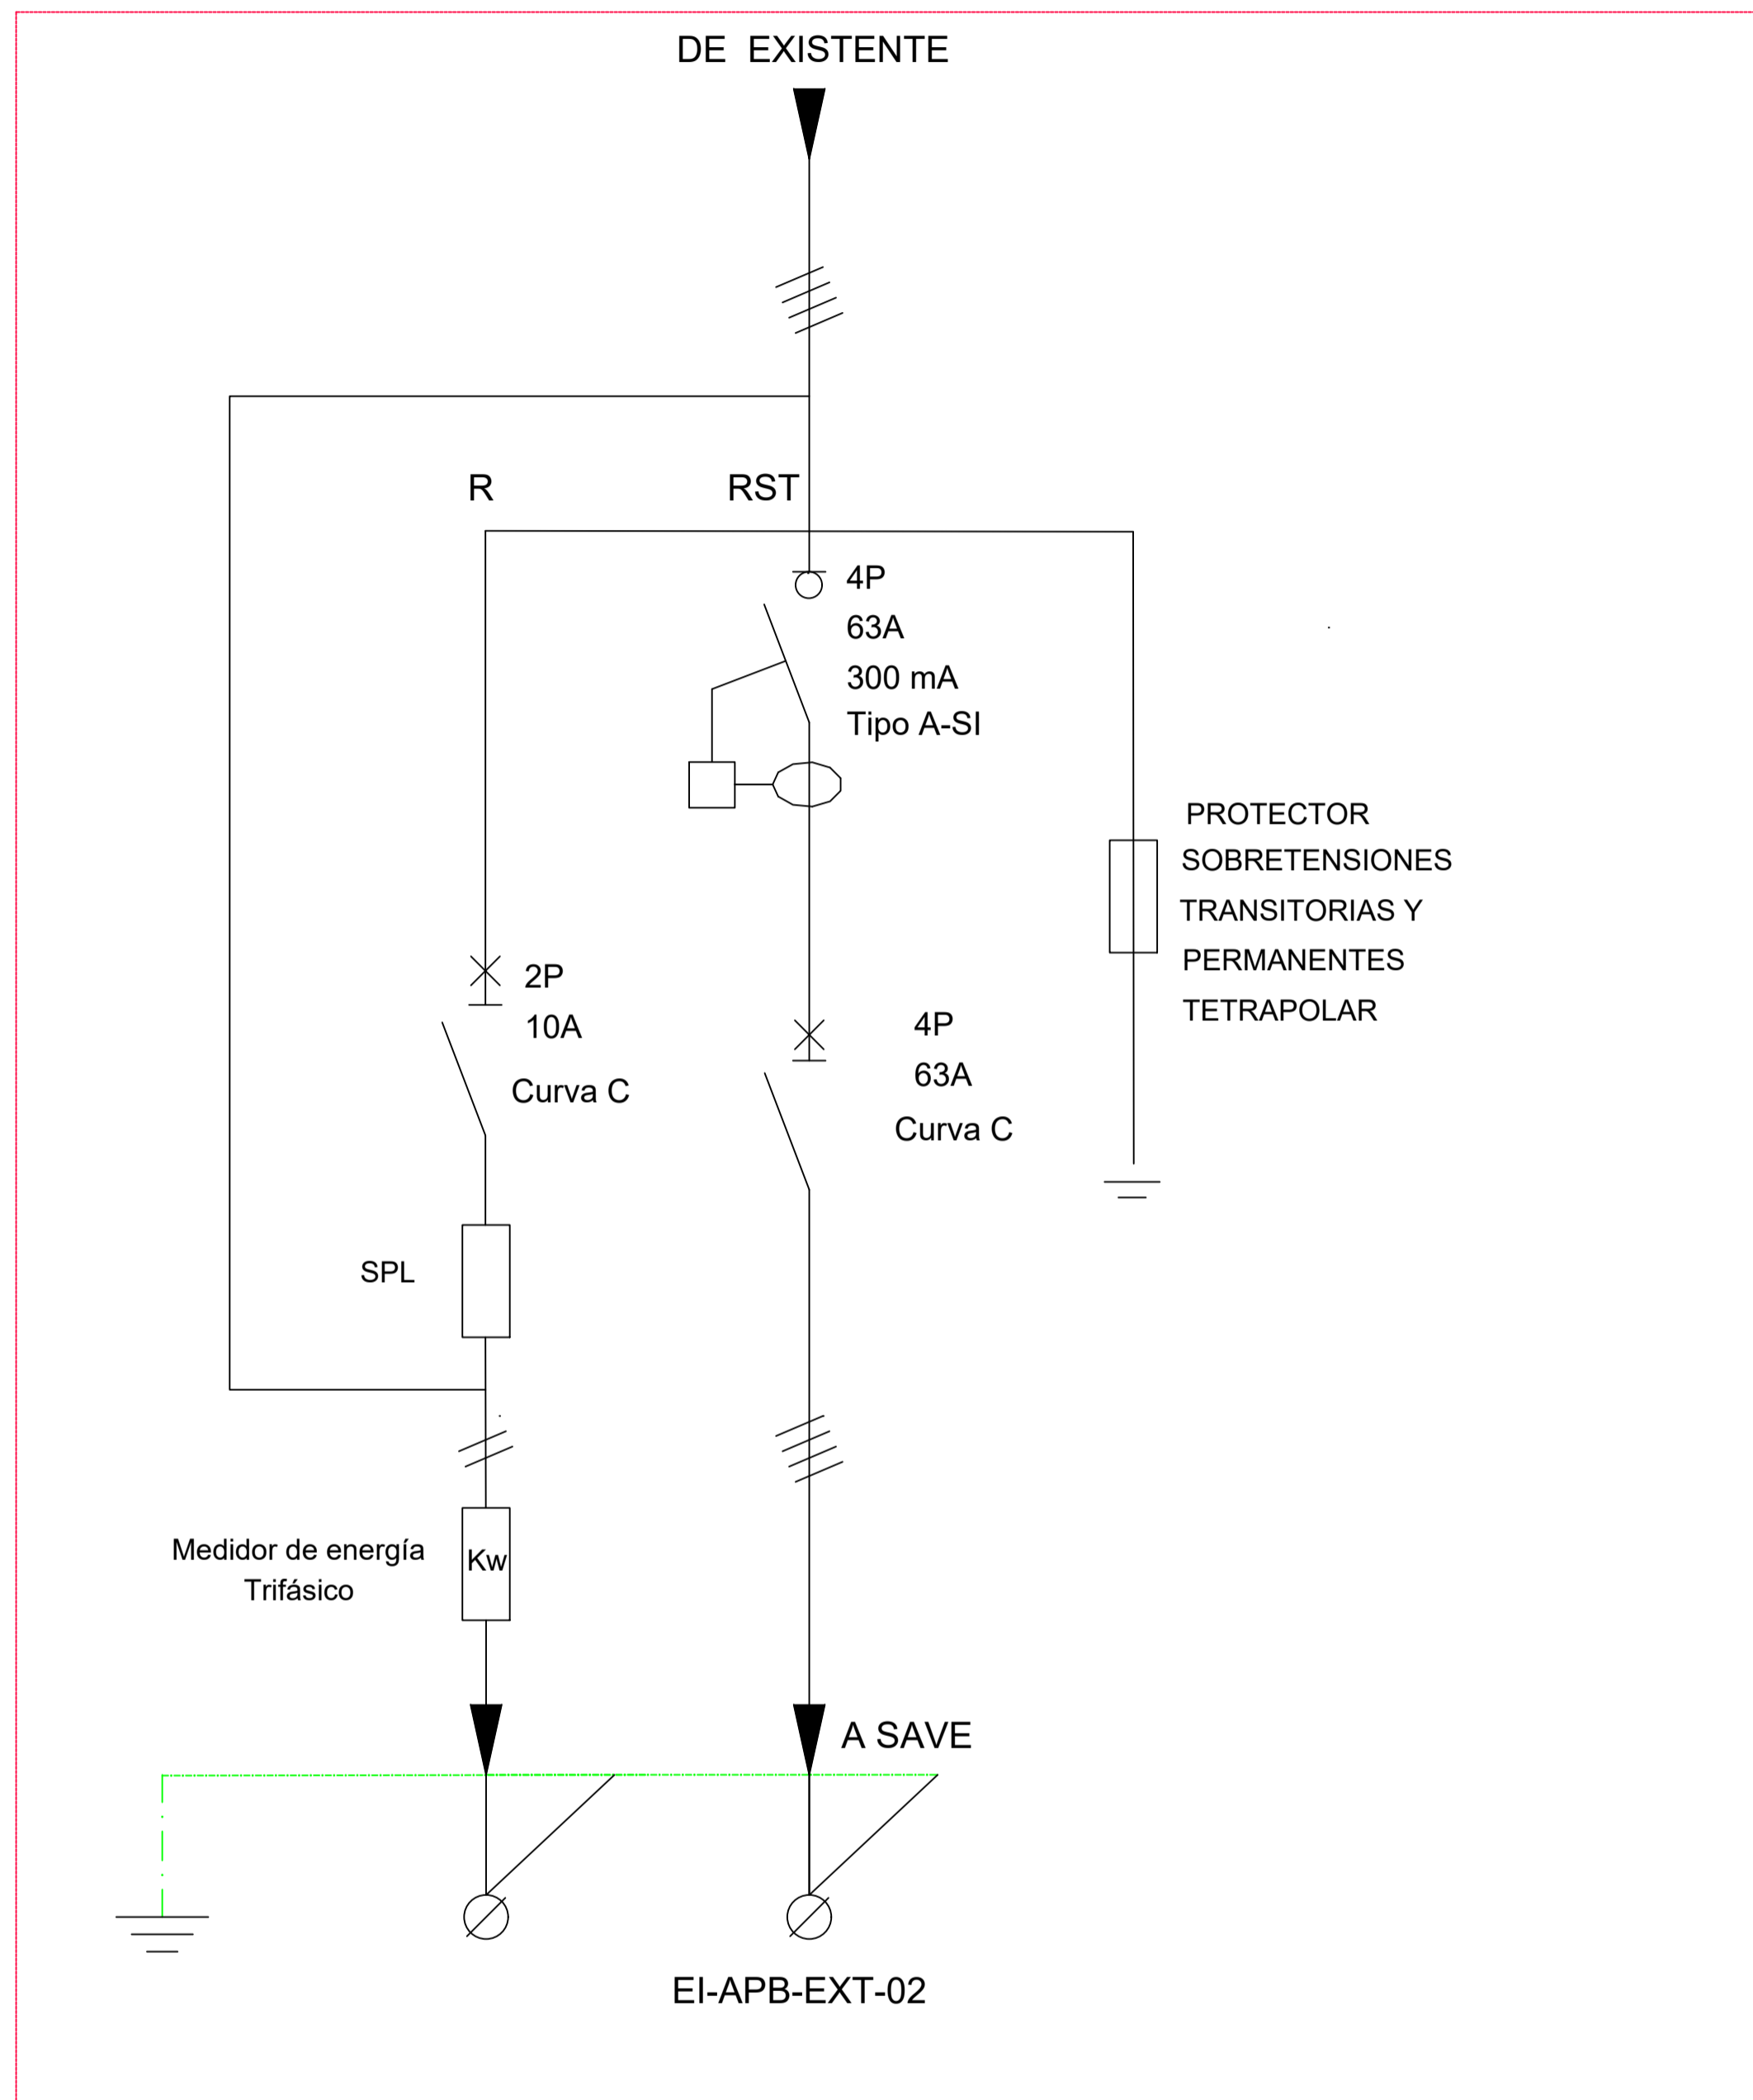 DE EXISTENTE
R
RST
4P
63A
300 mA
Tipo A-SI
PROTECTOR
SOBRETENSIONES
TRANSITORIAS Y
PERMANENTES
TETRAPOLAR
2P
10A
Curva C
4P
63A
Curva C
SPL
Medidor de energía
Trifásico
Kw
A SAVE
EI-APB-EXT-02